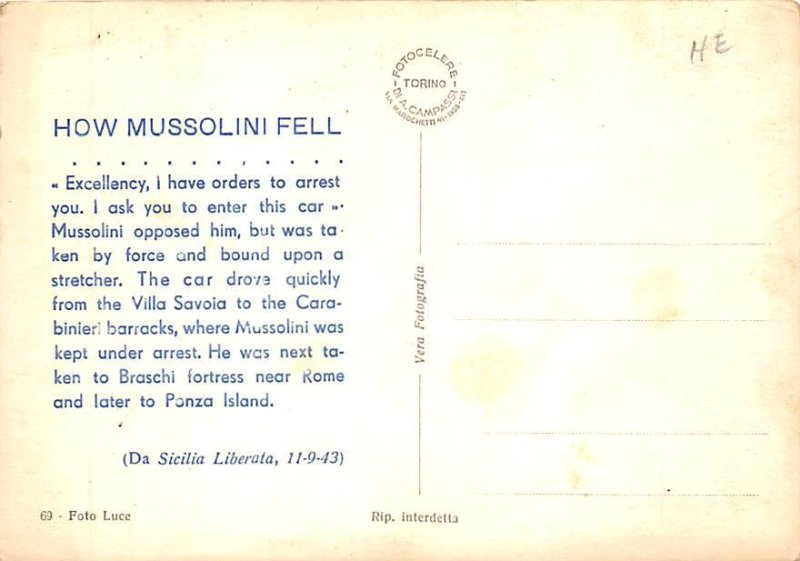 HE
FOTOCELERE
TORINO
DI A. CAMPASSI
HOW MUSSOLINI FELL
. . . . . . . , . . . .
« Excellency, I have orders to arrest
you. I ask you to enter this car »·
Mussolini opposed him, but was ta-
ken by force and bound upon a
stretcher. The car drove quickly
from the Villa Savoia to the Cara-
binieri barracks, where Mussolini was
kept under arrest. He was next ta-
ken to Braschi fortress near Rome
and later to Ponza Island.
(Da Sicilia Liberata, 11-9-43)
Vera Fotografia
69 - Foto Luce
Rip. interdetta